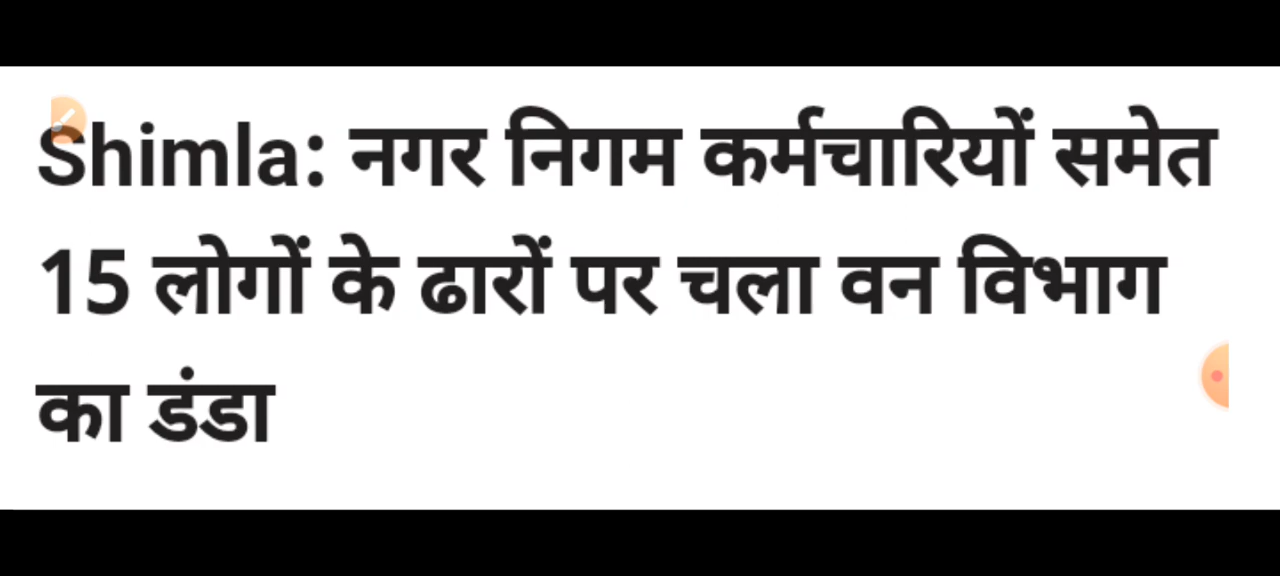 Shimla: नगर निगम कर्मचारियों समेत
15 लोगों के ढारों पर चला वन विभाग
का डंडा